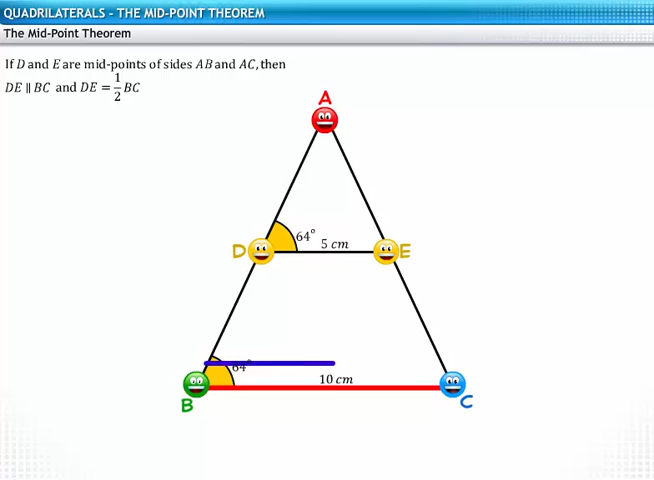 QUADRILATERALS - THE MID-POINT THEOREM
The Mid-Point Theorem
If D and E are mid-points of sides AB and AC, then
DE ∥ BC and DE = 1/2 BC
A
64°
D
5 cm
E
64°
10 cm
B
C